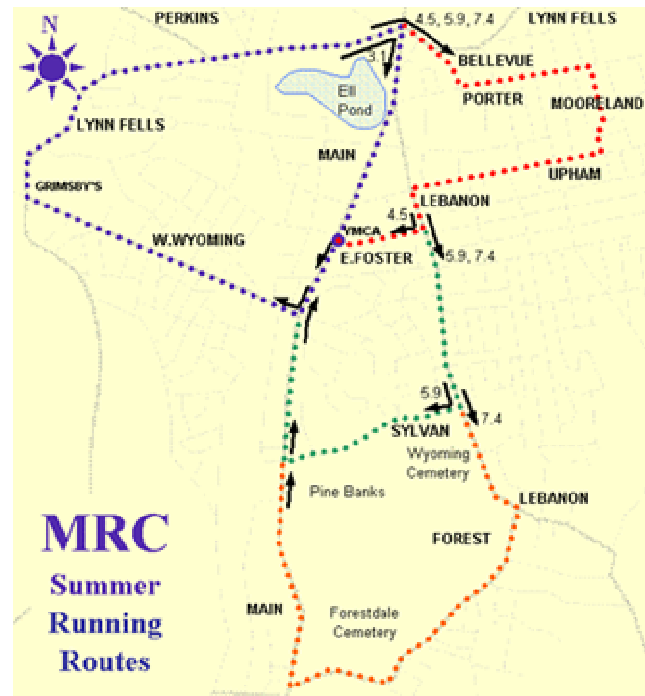 N
PERKINS
4.5, 5.9, 7.4
LYNN FELLS
3.1
BELLEVUE
Ell
Pond
PORTER
MOORELAND
LYNN FELLS
MAIN
UPHAM
GRIMSBY'S
LEBANON
4.5
YMCA
W.WYOMING
E.FOSTER
5.9, 7.4
5.9
7.4
SYLVAN
Wyoming
Cemetery
Pine Banks
LEBANON
MRC
Summer
Running
Routes
FOREST
MAIN
Forestdale
Cemetery